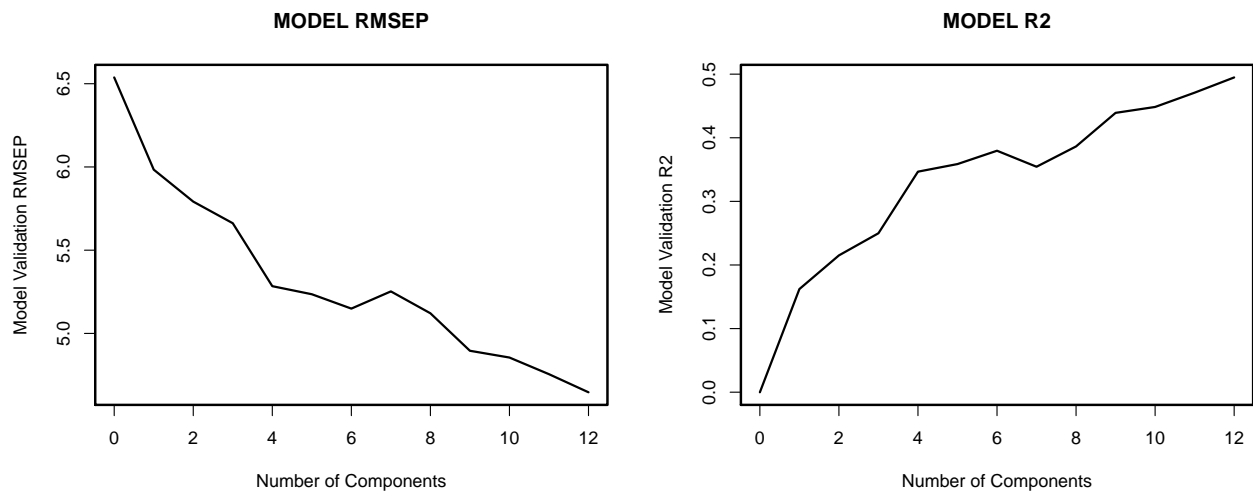 MODEL RMSEP
Model Validation RMSEP
6.5
6.0
5.5
5.0
0 2 4 6 8 10 12
Number of Components
MODEL R2
Model Validation R2
0.5
0.4
0.3
0.2
0.1
0.0
0 2 4 6 8 10 12
Number of Components